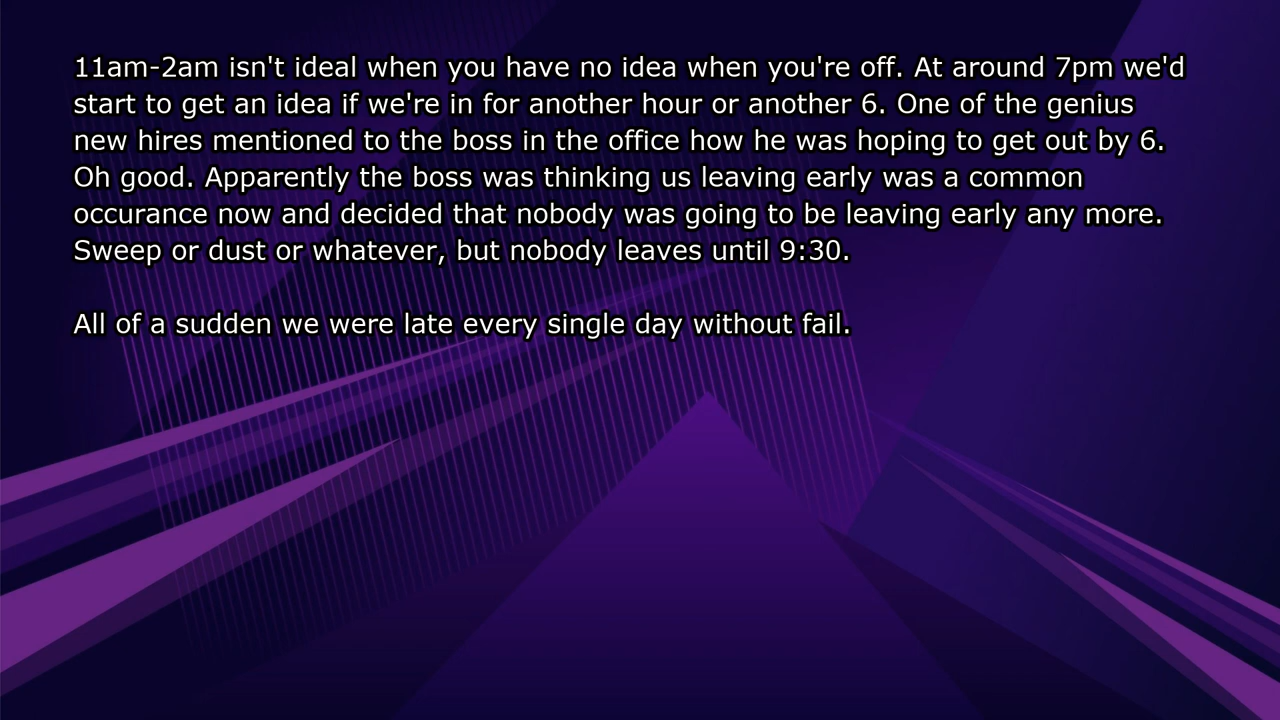 11am-2am isn't ideal when you have no idea when you're off. At around 7pm we'd
start to get an idea if we're in for another hour or another 6. One of the genius
new hires mentioned to the boss in the office how he was hoping to get out by 6.
Oh good. Apparently the boss was thinking us leaving early was a common
occurance now and decided that nobody was going to be leaving early any more.
Sweep or dust or whatever, but nobody leaves until 9:30.
All of a sudden we were late every single day without fail.